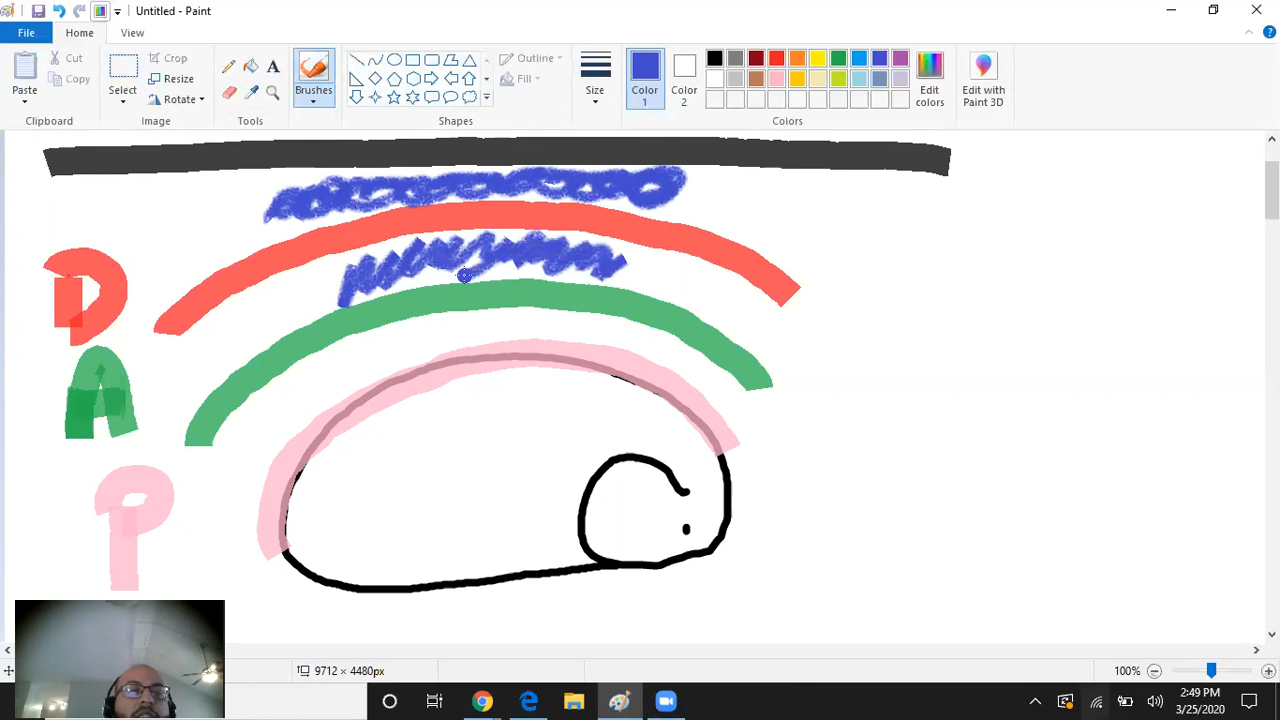 Untitled - Paint
File
Home
View
Paste
Cut
Copy
Clipboard
Select
Crop
Resize
Rotate
Image
A
Tools
Brushes
Outline
Fill
Shapes
Size
Color
1
Color
2
Edit
colors
Colors
Edit with
Paint 3D
D
A
P
9712 × 4480px
100%
2:49 PM
3/25/2020